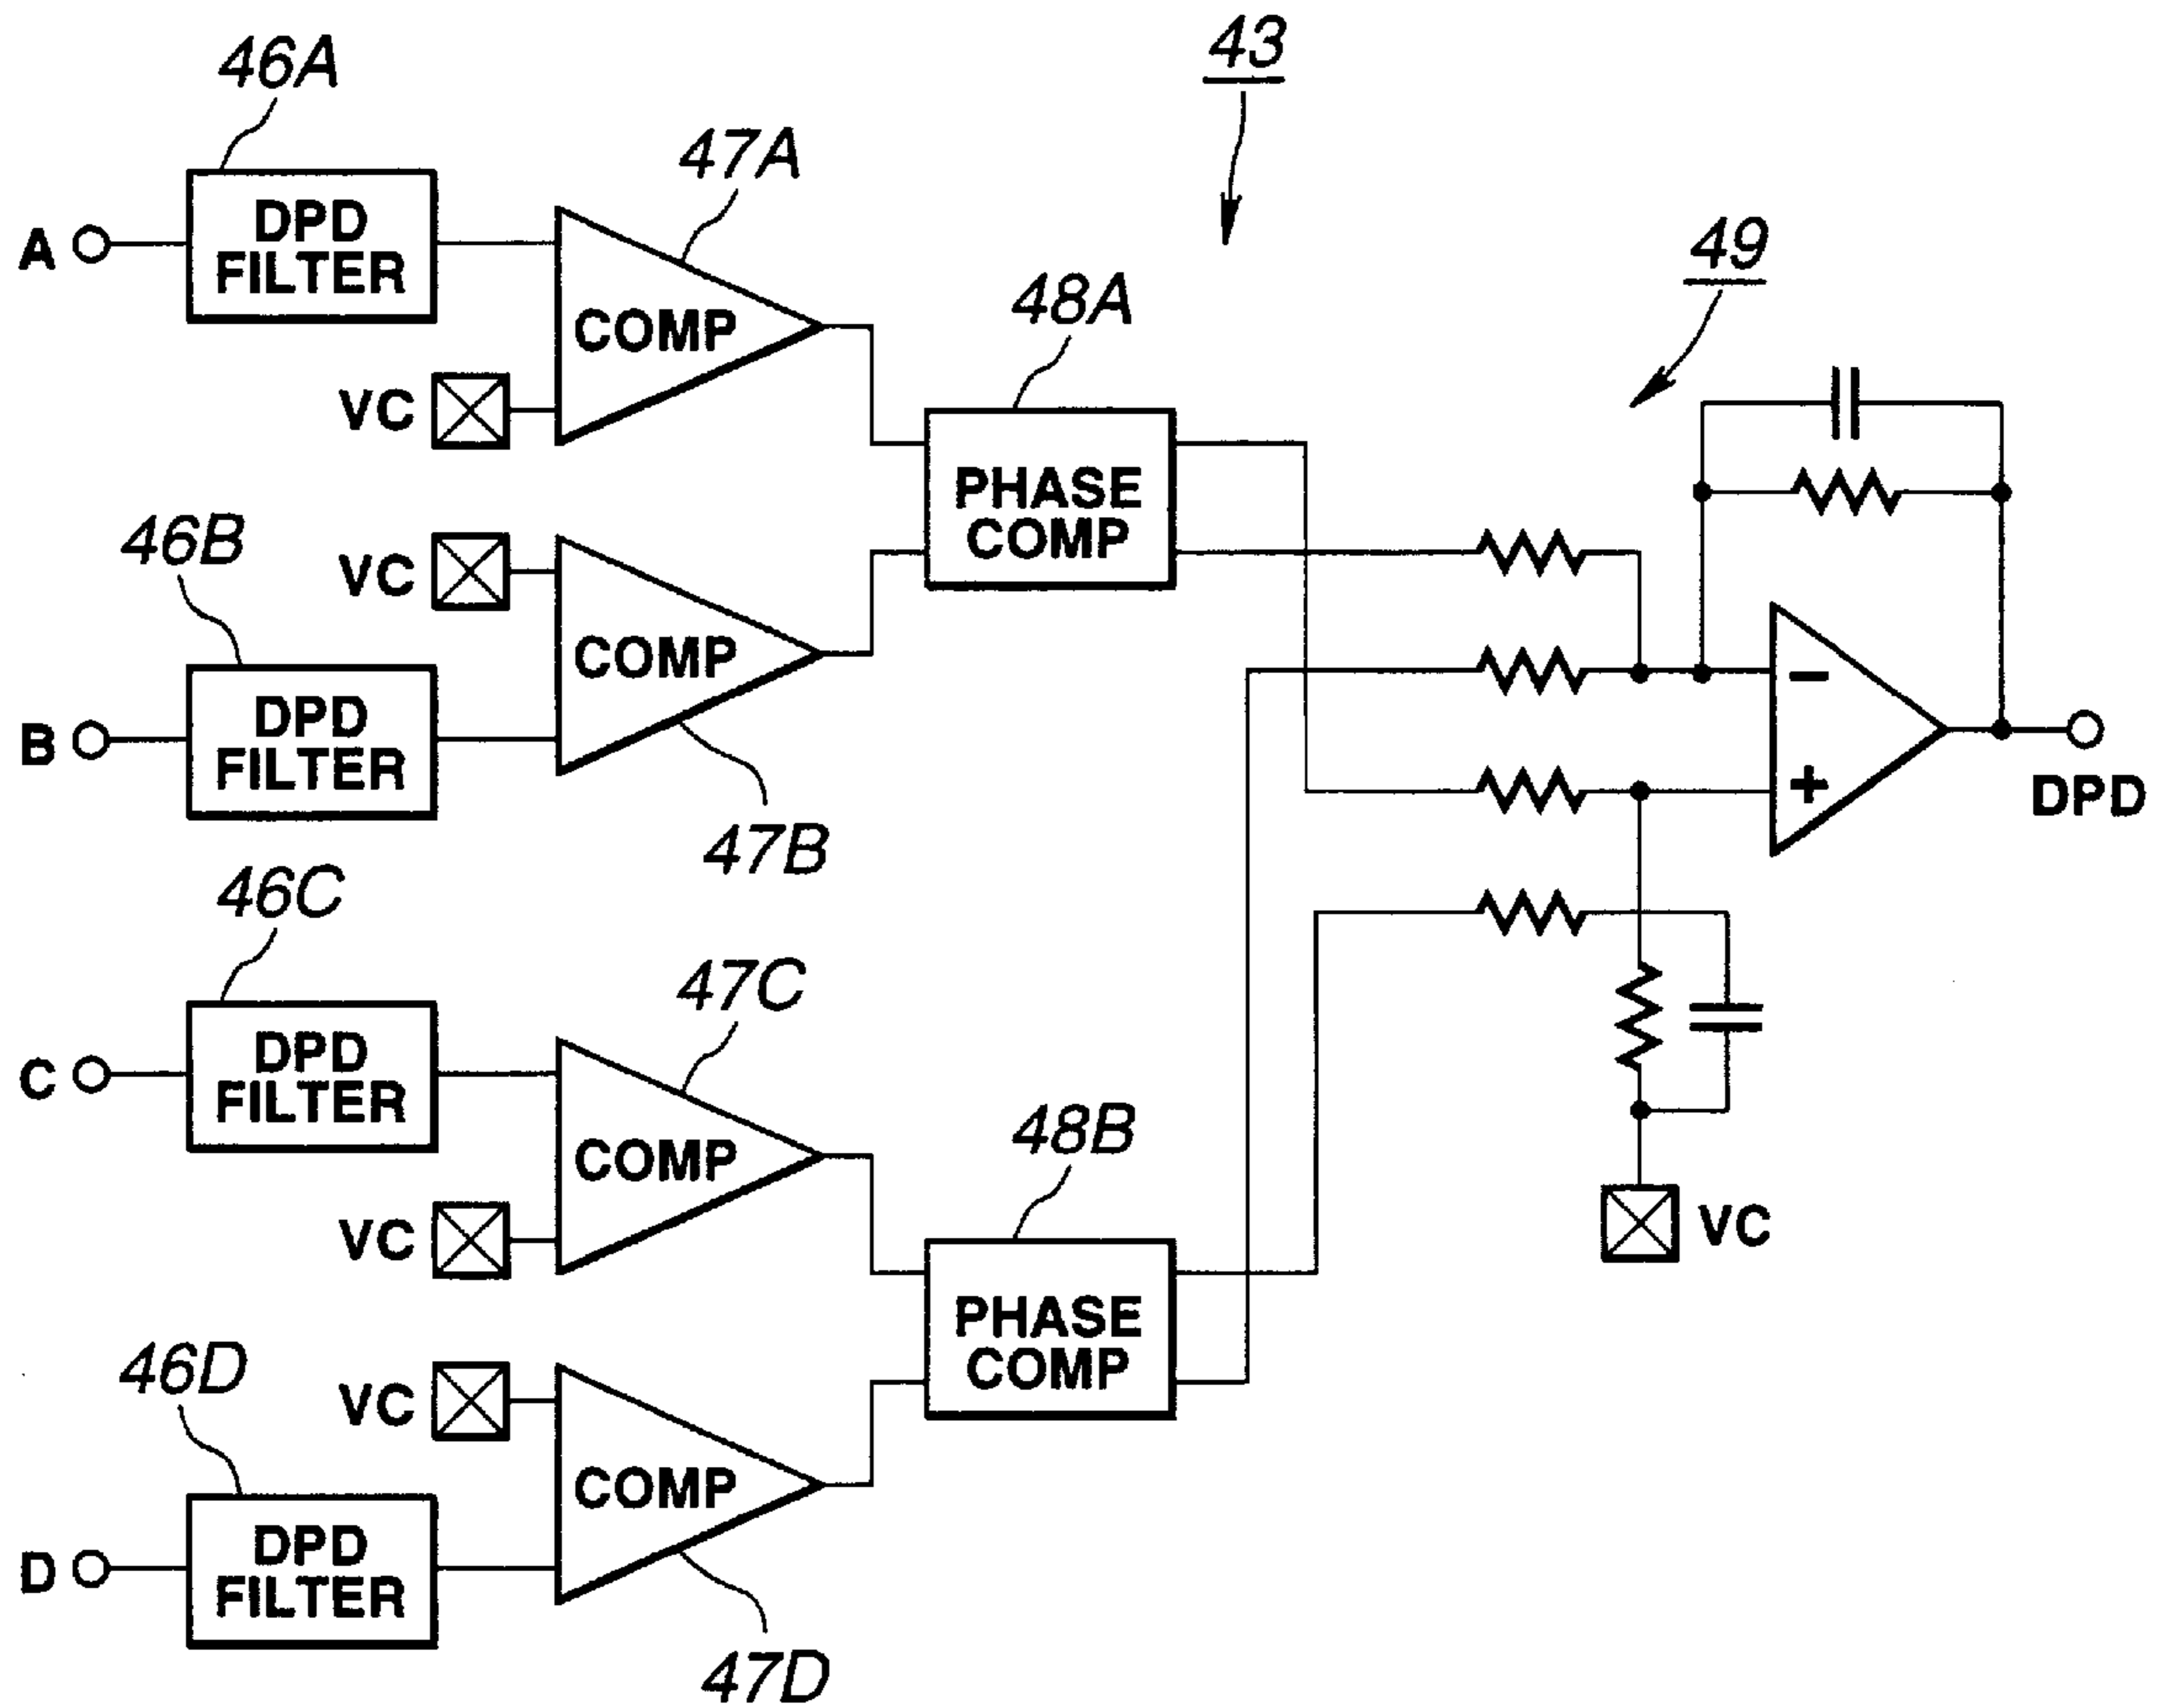 43
46A
47A
DPD
FILTER
A
COMP
VC
48A
49
PHASE
COMP
46B
VC
COMP
DPD
FILTER
B
47B
−
+
DPD
46C
47C
DPD
FILTER
C
COMP
VC
48B
VC
PHASE
COMP
46D
VC
COMP
DPD
FILTER
D
47D